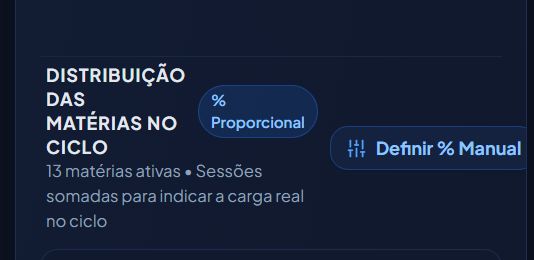 DISTRIBUIÇÃO
DAS
MATÉRIAS NO
CICLO
%
Proporcional
Definir % Manual
13 matérias ativas • Sessões
somadas para indicar a carga real
no ciclo